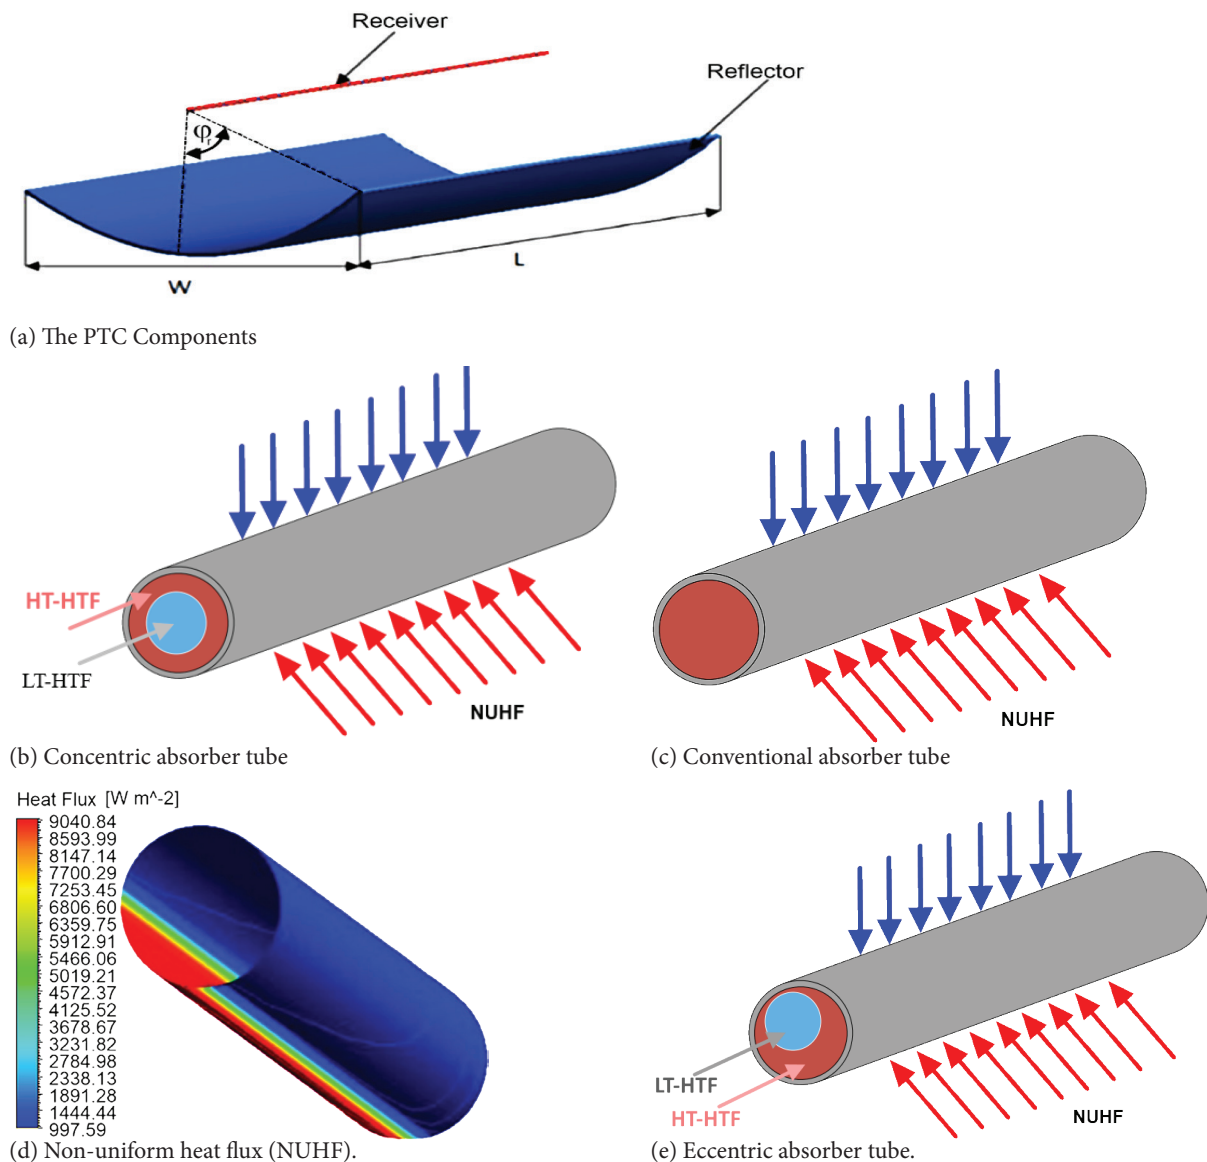 Receiver
Reflector
φr
L
W
(a) The PTC Components
HT-HTF
LT-HTF
NUHF
(b) Concentric absorber tube
NUHF
(c) Conventional absorber tube
Heat Flux [W m^-2]
9040.84
8593.99
8147.14
7700.29
7253.45
6806.60
6359.75
5912.91
5466.06
5019.21
4572.37
4125.52
3678.67
3231.82
2784.98
2338.13
1891.28
1444.44
997.59
(d) Non-uniform heat flux (NUHF).
LT-HTF
HT-HTF
NUHF
(e) Eccentric absorber tube.